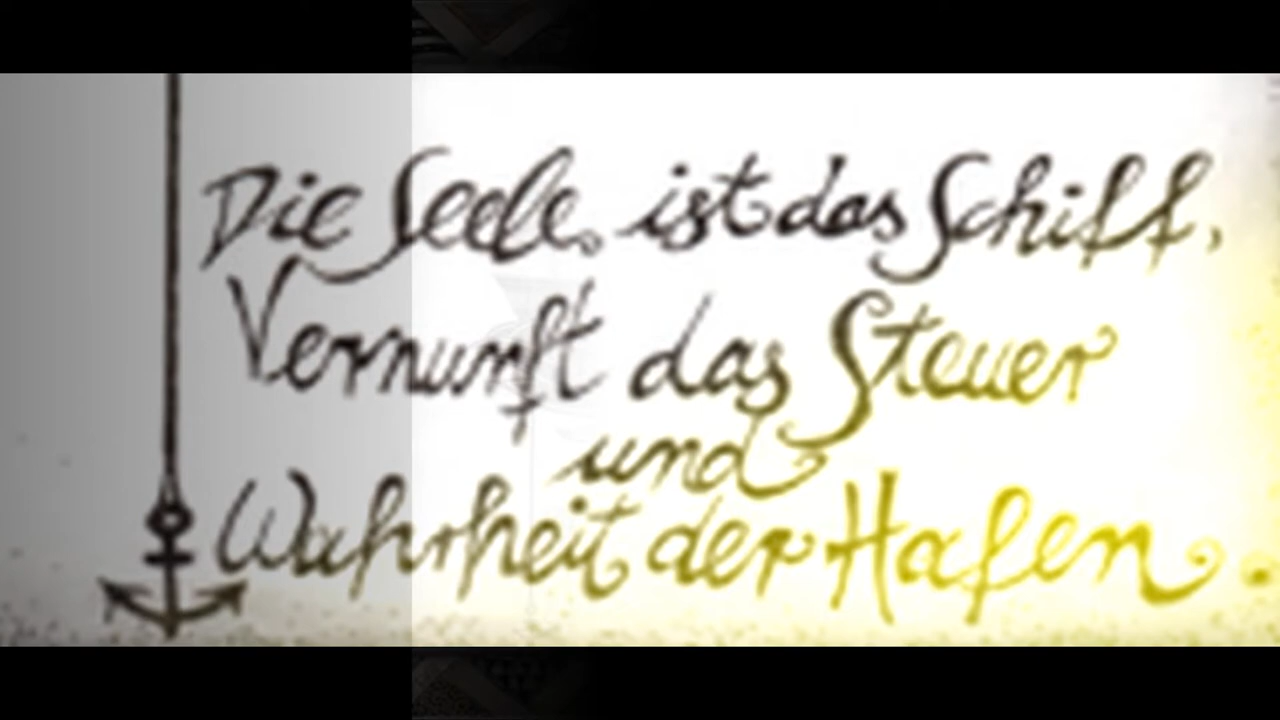 Die Seele ist das Schiff,
Vernunft das Steuer
und
Wahrheit der Hafen.